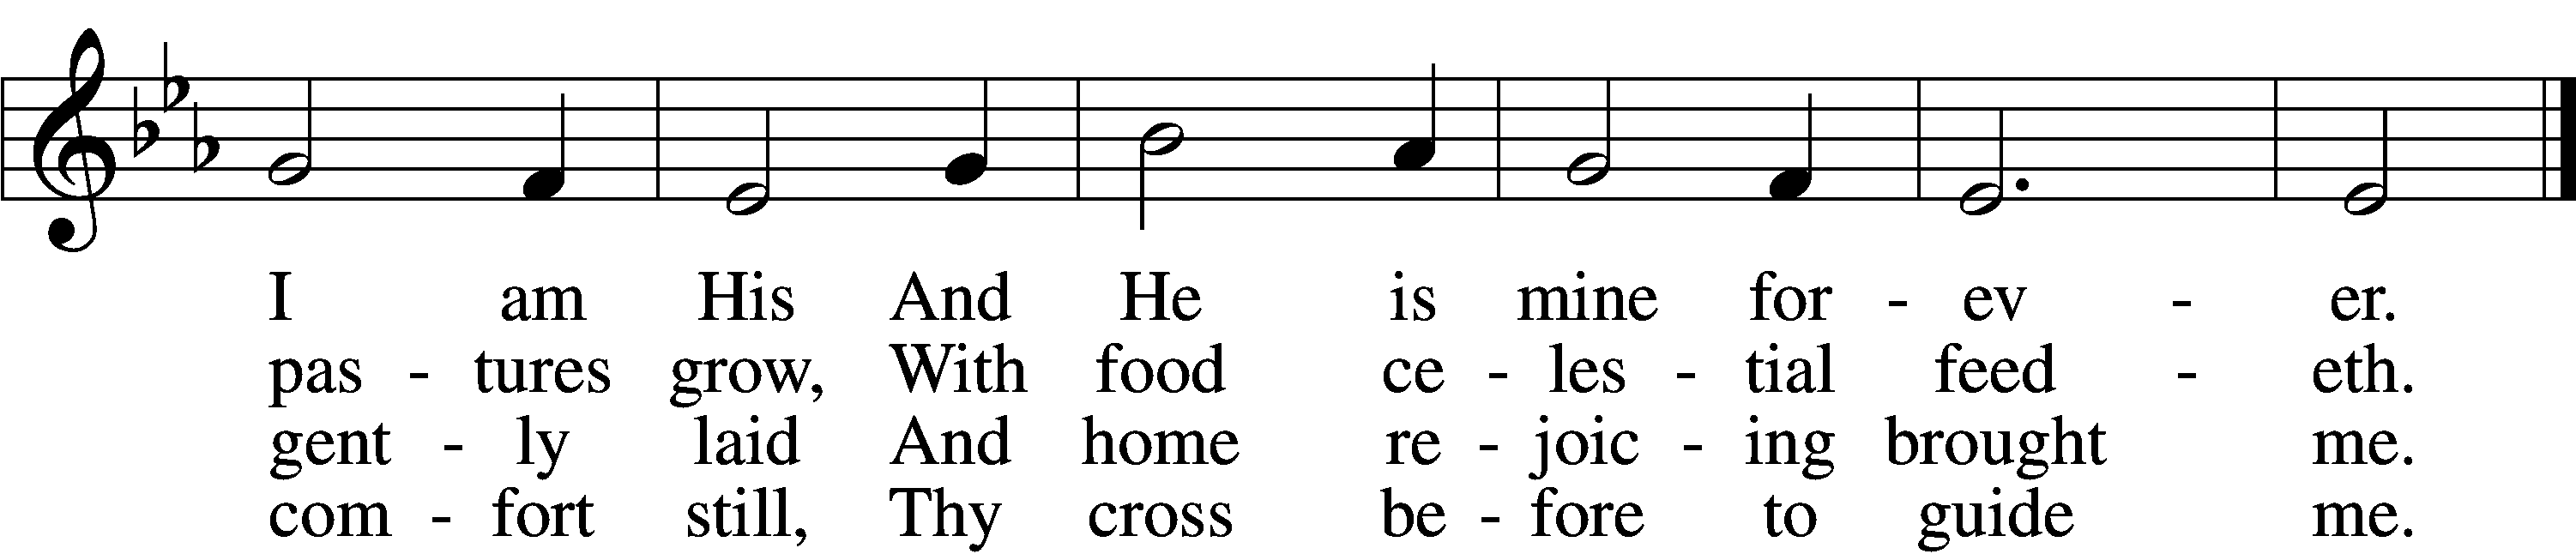 I am His And He is mine for - ev - er.
pas - tures grow, With food ce - les - tial feed - eth.
gent - ly laid And home re - joic - ing brought me.
com - fort still, Thy cross be - fore to guide me.